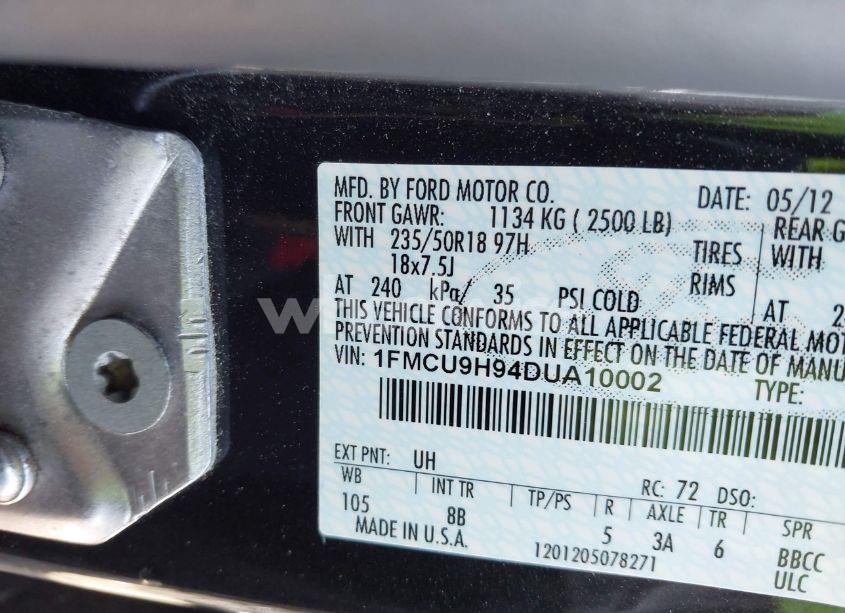 MFD. BY FORD MOTOR CO. DATE: 05/12
FRONT GAWR: 1134 KG ( 2500 LB) REAR G
WITH 235/50R18 97H TIRES WITH
18x7.5J RIMS
AT 240 kPa/ 35 PSI COLD AT 2
THIS VEHICLE CONFORMS TO ALL APPLICABLE FEDERAL MOT
PREVENTION STANDARDS IN EFFECT ON THE DATE OF MANU
VIN: 1FMCU9H94DUA10002 TYPE:
EXT PNT: UH RC: 72 DSO:
WB INT TR TP/PS R AXLE TR SPR
105 8B 5 3A 6 BBCC
MADE IN U.S.A. 1201205078271 ULC